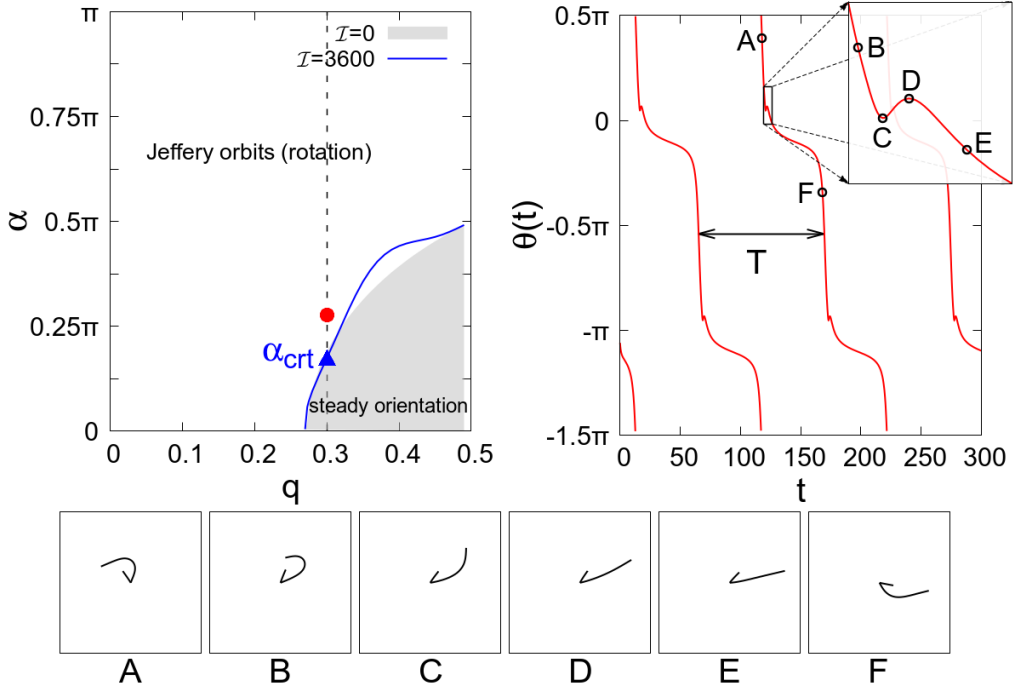 π
0.75π
0.5π
0.25π
0
α
ℐ=0
ℐ=3600
Jeffery orbits (rotation)
αcrt
steady orientation
0 0.1 0.2 0.3 0.4 0.5
q
0.5π
0
-0.5π
-π
-1.5π
θ(t)
A
B
D
C
E
F
T
0 50 100 150 200 250 300
t
A B C D E F